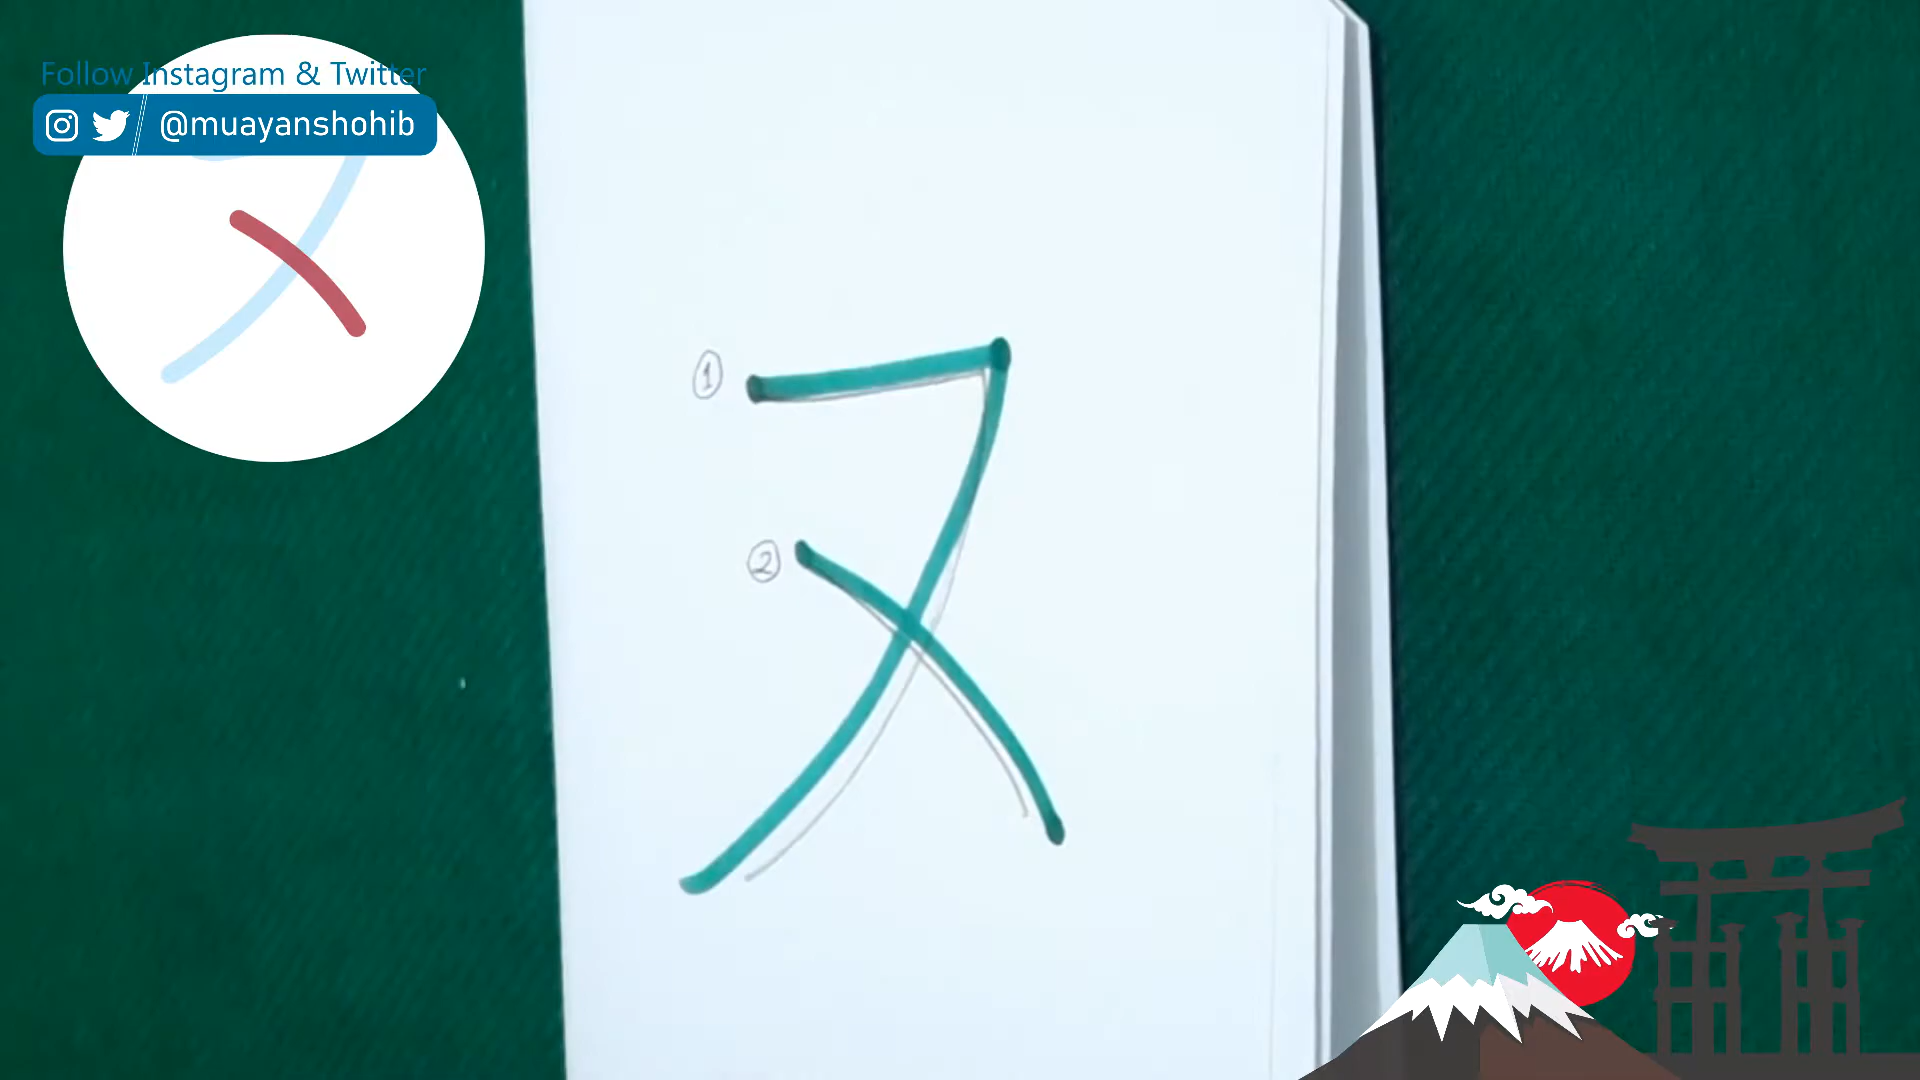 Follow Instagram & Twitter
@muayanshohib
① 
ヌ
②